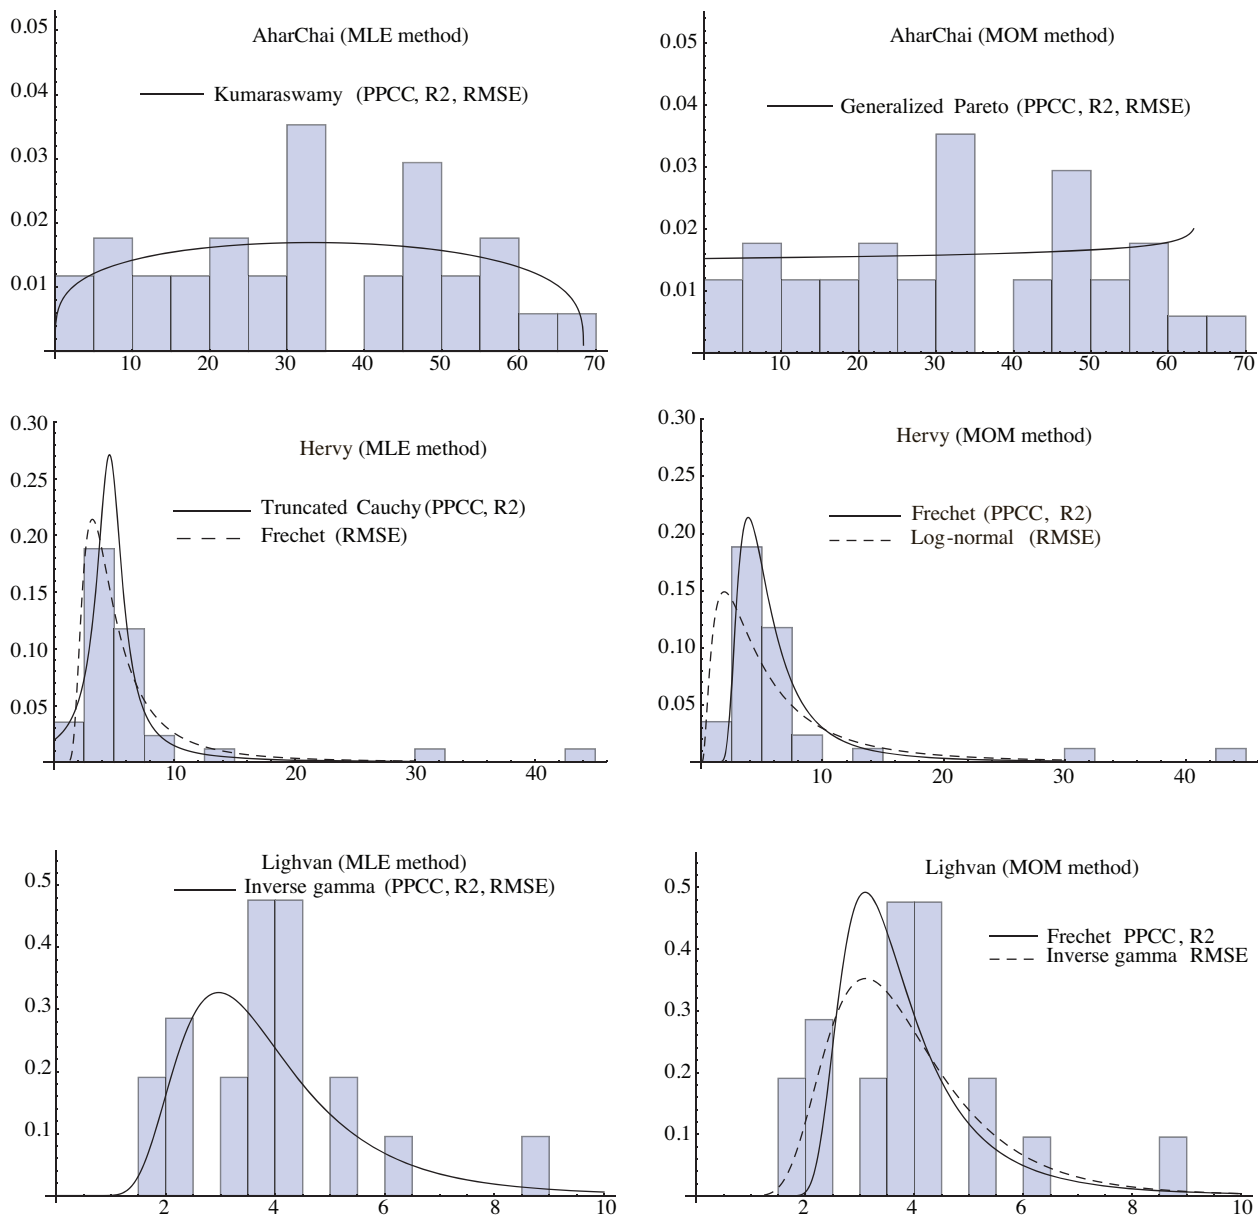 AharChai (MLE method)
Kumaraswamy (PPCC, R2, RMSE)
0.05
0.04
0.03
0.02
0.01
10 20 30 40 50 60 70
AharChai (MOM method)
Generalized Pareto (PPCC, R2, RMSE)
0.05
0.04
0.03
0.02
0.01
10 20 30 40 50 60 70
Hervy (MLE method)
Truncated Cauchy (PPCC, R2)
Frechet (RMSE)
0.30
0.25
0.20
0.15
0.10
0.05
10 20 30 40
Hervy (MOM method)
Frechet (PPCC, R2)
Log-normal (RMSE)
0.30
0.25
0.20
0.15
0.10
0.05
10 20 30 40
Lighvan (MLE method)
Inverse gamma (PPCC, R2, RMSE)
0.5
0.4
0.3
0.2
0.1
2 4 6 8 10
Lighvan (MOM method)
Frechet PPCC, R2
Inverse gamma RMSE
0.5
0.4
0.3
0.2
0.1
2 4 6 8 10